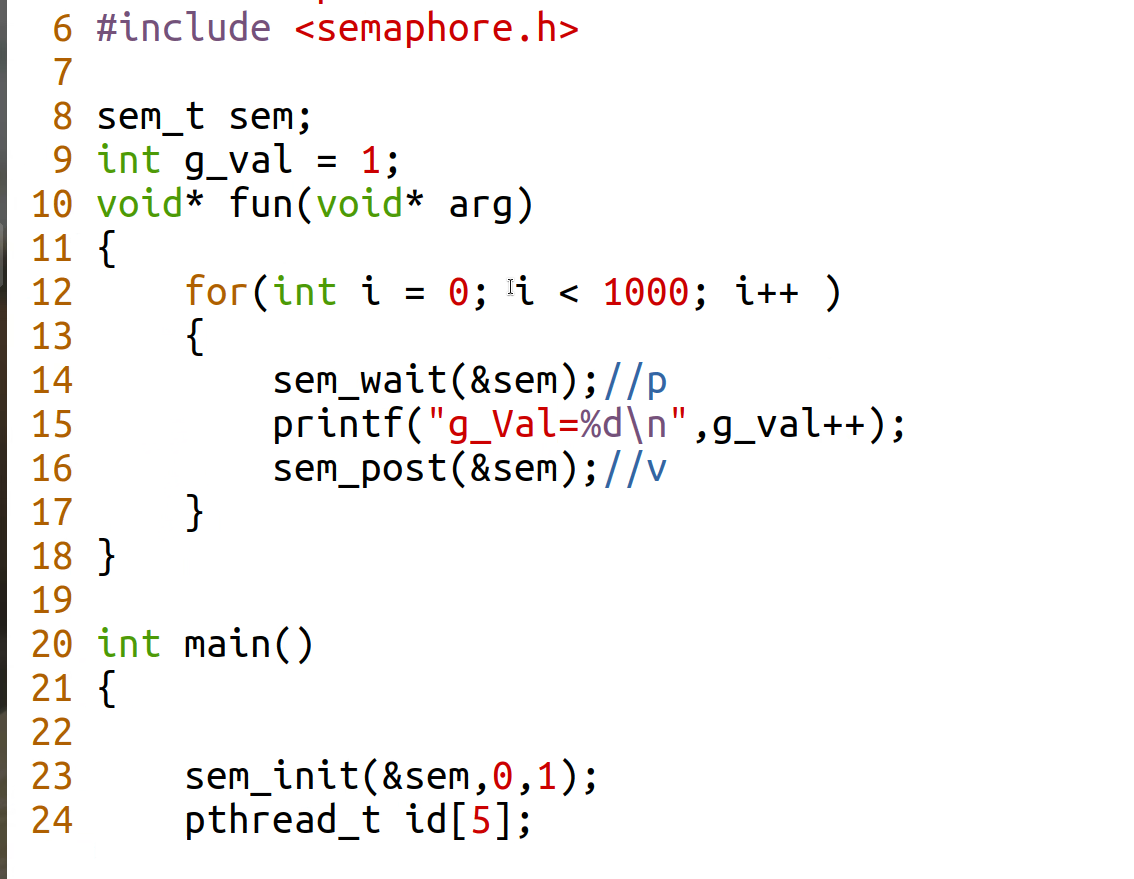 6 #include <semaphore.h>
7
8 sem_t sem;
9 int g_val = 1;
10 void* fun(void* arg)
11 {
12     for(int i = 0; i < 1000; i++ )
13     {
14         sem_wait(&sem);//p
15         printf("g_Val=%d\n",g_val++);
16         sem_post(&sem);//v
17     }
18 }
19
20 int main()
21 {
22
23     sem_init(&sem,0,1);
24     pthread_t id[5];